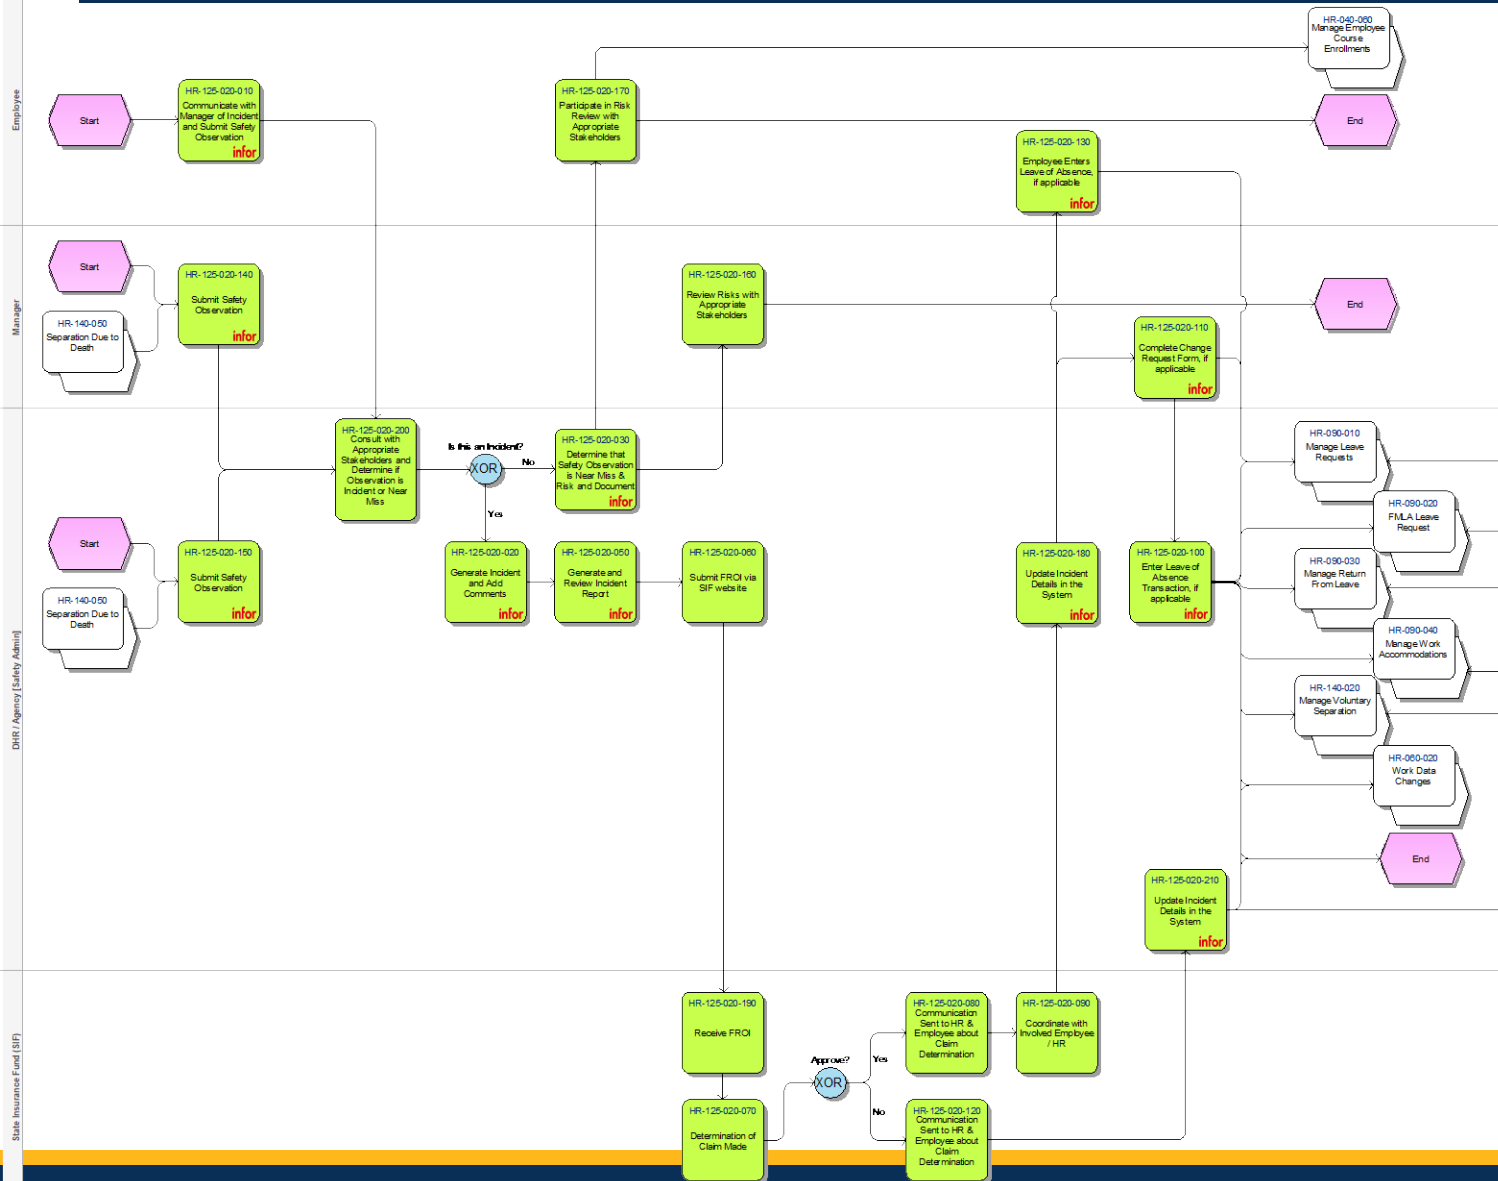 Employee
Start
HR-125-020-010
Communicate with
Manager of Incident
and Submit Safety
Observation
infor
HR-125-020-170
Participate in Risk
Review with
Appropriate
Stakeholders
HR-040-060
Manage Employee
Course
Enrollments
End
HR-125-020-130
Employee Enters
Leave of Absence,
if applicable
infor
Manager
Start
HR-140-050
Separation Due to
Death
HR-125-020-140
Submit Safety
Observation
infor
HR-125-020-160
Review Risks with
Appropriate
Stakeholders
End
HR-125-020-110
Complete Change
Request Form, if
applicable
infor
DHR / Agency [Safety Admin]
Start
HR-140-050
Separation Due to
Death
HR-125-020-150
Submit Safety
Observation
infor
HR-125-020-200
Consult with
Appropriate
Stakeholders and
Determine if
Observation is
Incident or Near
Miss
Is this an Incident?
XOR
No
Yes
HR-125-020-030
Determine that
Safety Observation
is Near Miss &
Risk and Document
infor
HR-125-020-020
Generate Incident
and Add
Comments
infor
HR-125-020-050
Generate and
Review Incident
Report
infor
HR-125-020-060
Submit FROI via
SIF website
HR-125-020-180
Update Incident
Details in the
System
infor
HR-125-020-100
Enter Leave of
Absence
Transaction, if
applicable
infor
HR-090-010
Manage Leave
Requests
HR-090-020
FMLA Leave
Request
HR-090-030
Manage Return
From Leave
HR-090-040
Manage Work
Accommodations
HR-140-020
Manage Voluntary
Separation
HR-060-020
Work Data
Changes
End
HR-125-020-210
Update Incident
Details in the
System
infor
State Insurance Fund (SIF)
HR-125-020-190
Receive FROI
HR-125-020-070
Determination of
Claim Made
Approve?
XOR
Yes
No
HR-125-020-080
Communication
Sent to HR &
Employee about
Claim
Determination
HR-125-020-090
Coordinate with
Involved Employee
/ HR
HR-125-020-120
Communication
Sent to HR &
Employee about
Claim
Determination